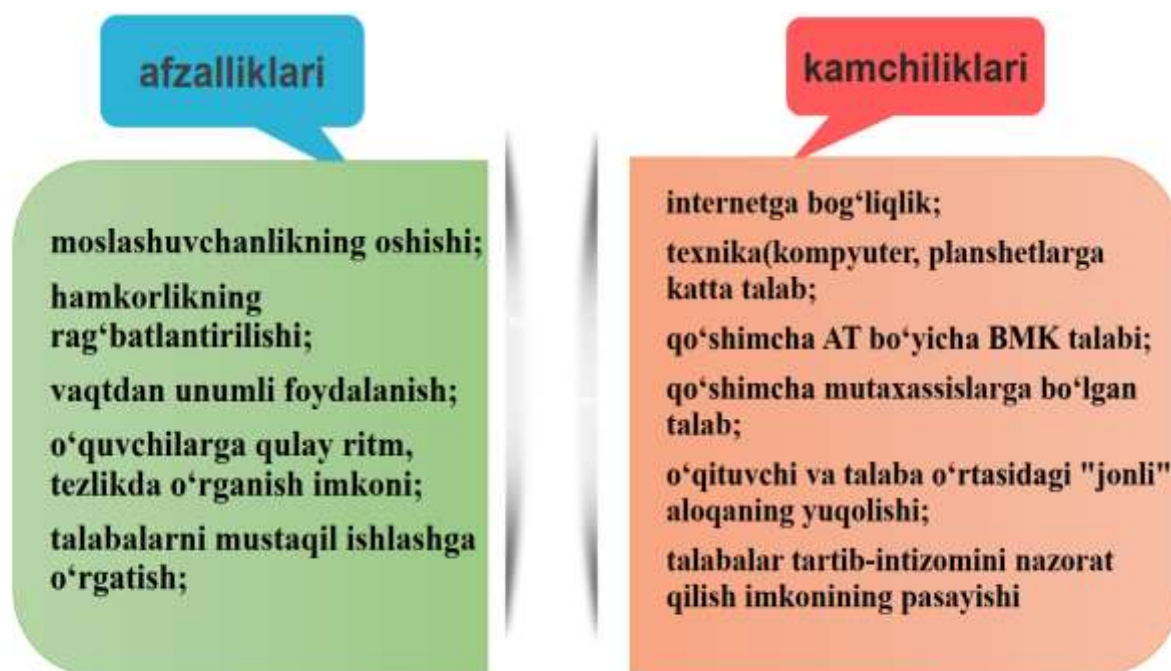 afzalliklari
moslashuvchanlikning oshishi;
hamkorlikning
rag‘batlantirilishi;
vaqtdan unumli foydalanish;
o‘quvchilarga qulay ritm,
tezlikda o‘rganish imkoni;
talabalarni mustaqil ishlashga
o‘rgatish;
kamchiliklari
internetga bog‘liqlik;
texnika(kompyuter, planshetlarga
katta talab;
qo‘shimcha AT bo‘yicha BMK talabi;
qo‘shimcha mutaxassislarga bo‘lgan
talab;
o‘qituvchi va talaba o‘rtasidagi "jonli"
aloqaning yuqolishi;
talabalar tartib-intizomini nazorat
qilish imkonining pasayishi